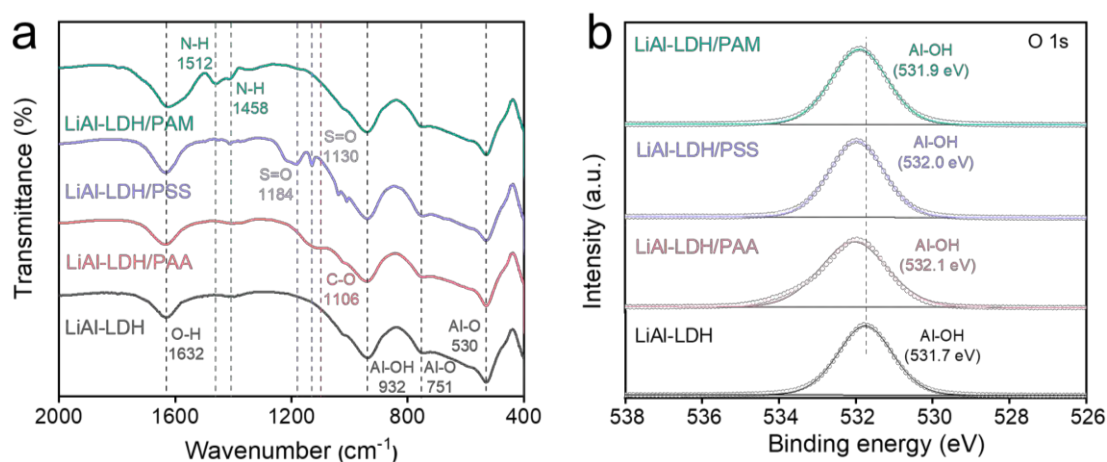 a
N-H
1512
N-H
1458
LiAl-LDH/PAM
S=O
1130
LiAl-LDH/PSS
S=O
1184
LiAl-LDH/PAA
C-O
1106
LiAl-LDH
O-H
1632
Al-OH
932
Al-O
751
Al-O
530
Transmittance (%)
2000 1600 1200 800 400
Wavenumber (cm⁻¹)
b
O 1s
LiAl-LDH/PAM
Al-OH
(531.9 eV)
LiAl-LDH/PSS
Al-OH
(532.0 eV)
LiAl-LDH/PAA
Al-OH
(532.1 eV)
LiAl-LDH
Al-OH
(531.7 eV)
Intensity (a.u.)
538 536 534 532 530 528 526
Binding energy (eV)